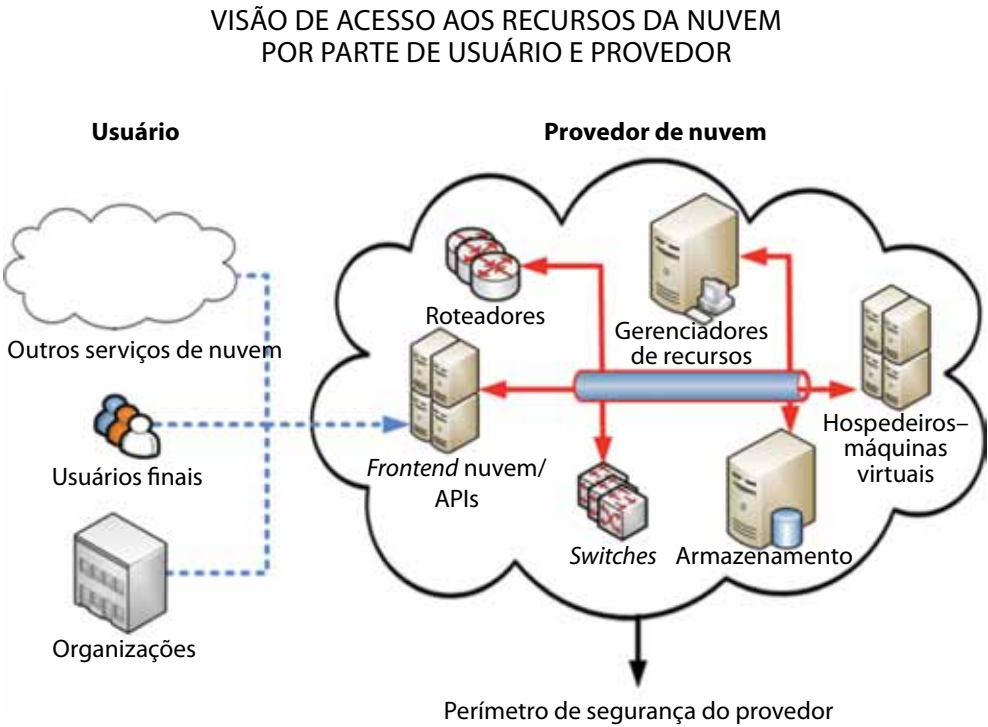 VISÃO DE ACESSO AOS RECURSOS DA NUVEM
POR PARTE DE USUÁRIO E PROVEDOR
Usuário
Provedor de nuvem
Outros serviços de nuvem
Usuários finais
Organizações
Roteadores
Gerenciadores
de recursos
Frontend nuvem/
APIs
Switches
Armazenamento
Hospedeiros–
máquinas
virtuais
Perímetro de segurança do provedor